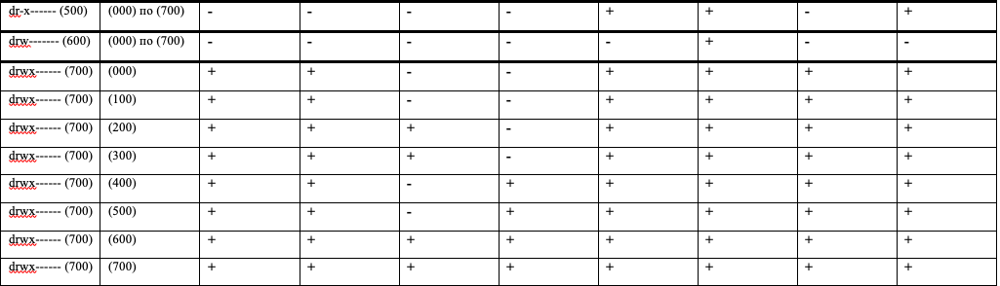 dr-x------ (500) (000) по (700) - - - - + + - +
drw------- (600) (000) по (700) - - - - - + - -
drwx------ (700) (000) + + - - + + + +
drwx------ (700) (100) + + - - + + + +
drwx------ (700) (200) + + + - + + + +
drwx------ (700) (300) + + + - + + + +
drwx------ (700) (400) + + - + + + + +
drwx------ (700) (500) + + - + + + + +
drwx------ (700) (600) + + + + + + + +
drwx------ (700) (700) + + + + + + + +